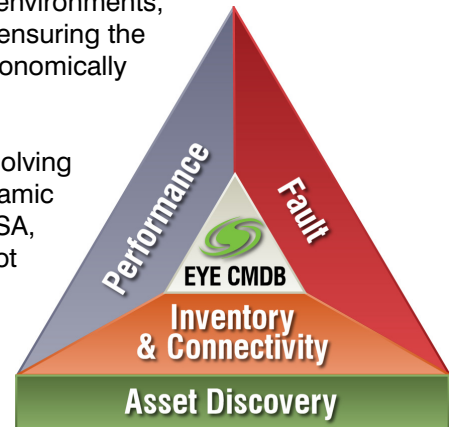 environments,
ensuring the
onomically
olving
amic
SA,
ot
Performance
Fault
EYE CMDB
Inventory
& Connectivity
Asset Discovery